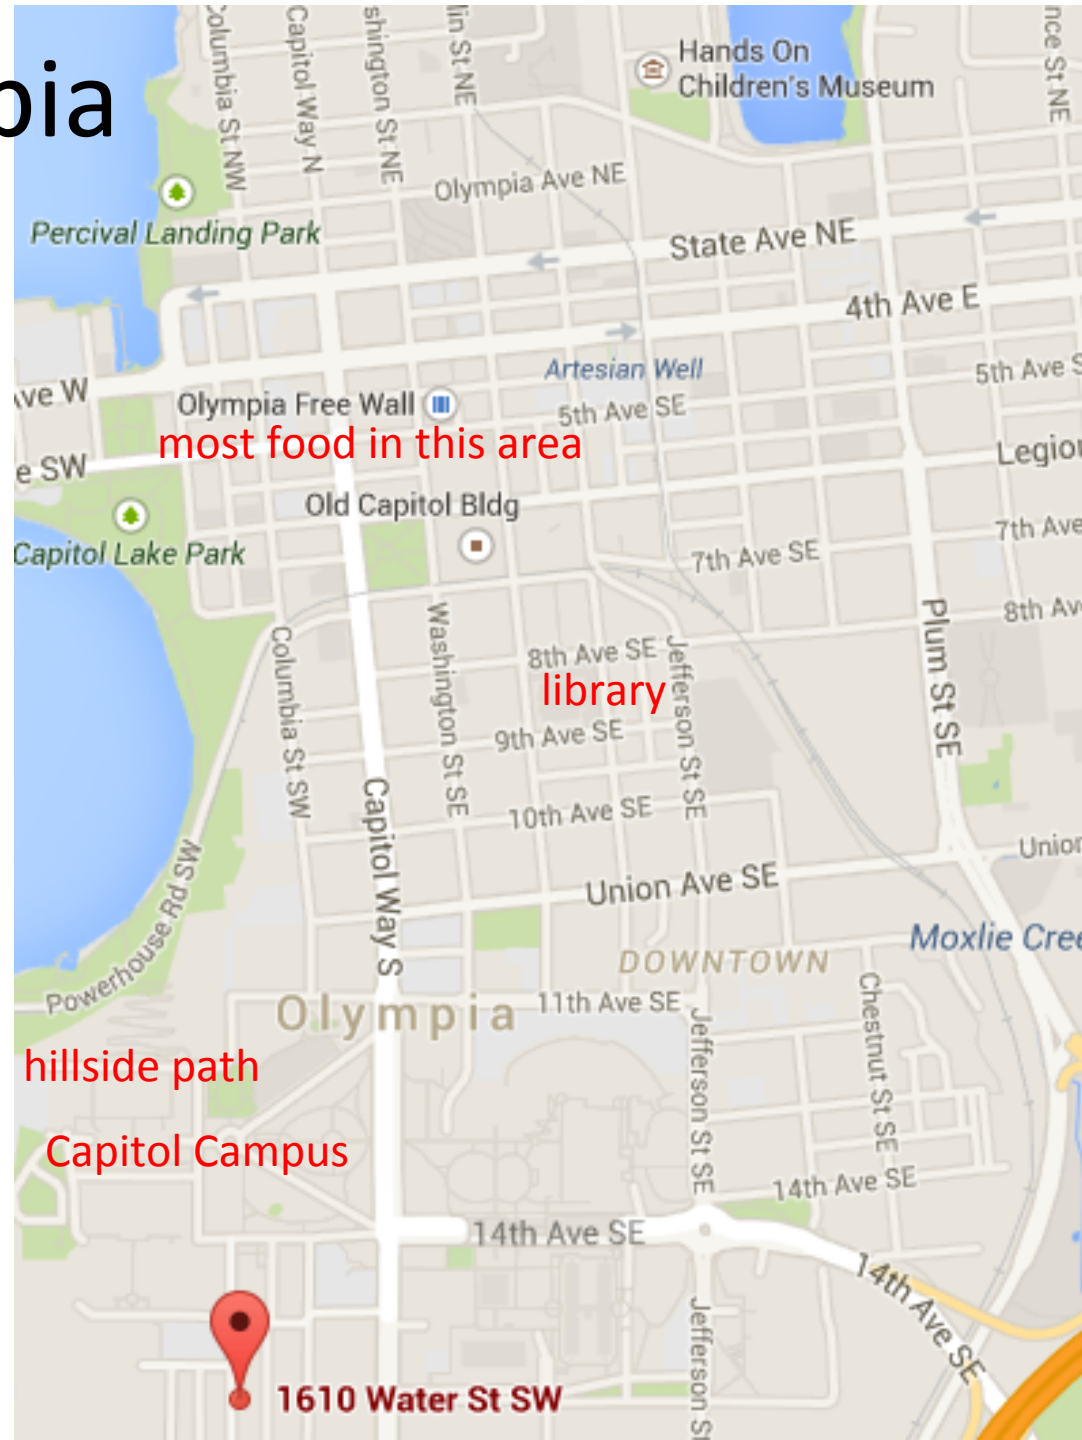 bia
Columbia St NW
Capitol Way N
shington St NE
lin St NE
nce St NE
Hands On
Children's Museum
Olympia Ave NE
Percival Landing Park
State Ave NE
4th Ave E
Artesian Well
5th Ave S
ve W
Olympia Free Wall
5th Ave SE
most food in this area
e SW
Legion
Old Capitol Bldg
7th Ave
Capitol Lake Park
7th Ave SE
8th Av
Washington St SE
Columbia St SW
8th Ave SE
Jefferson St SE
Plum St SE
library
9th Ave SE
Capitol Way S
10th Ave SE
Powerhouse Rd SW
Union
Union Ave SE
Moxlie Cree
DOWNTOWN
Olympia
11th Ave SE
Chestnut St SE
Jefferson St SE
hillside path
Capitol Campus
14th Ave SE
14th Ave SE
14th Ave SE
Jefferson St
1610 Water St SW